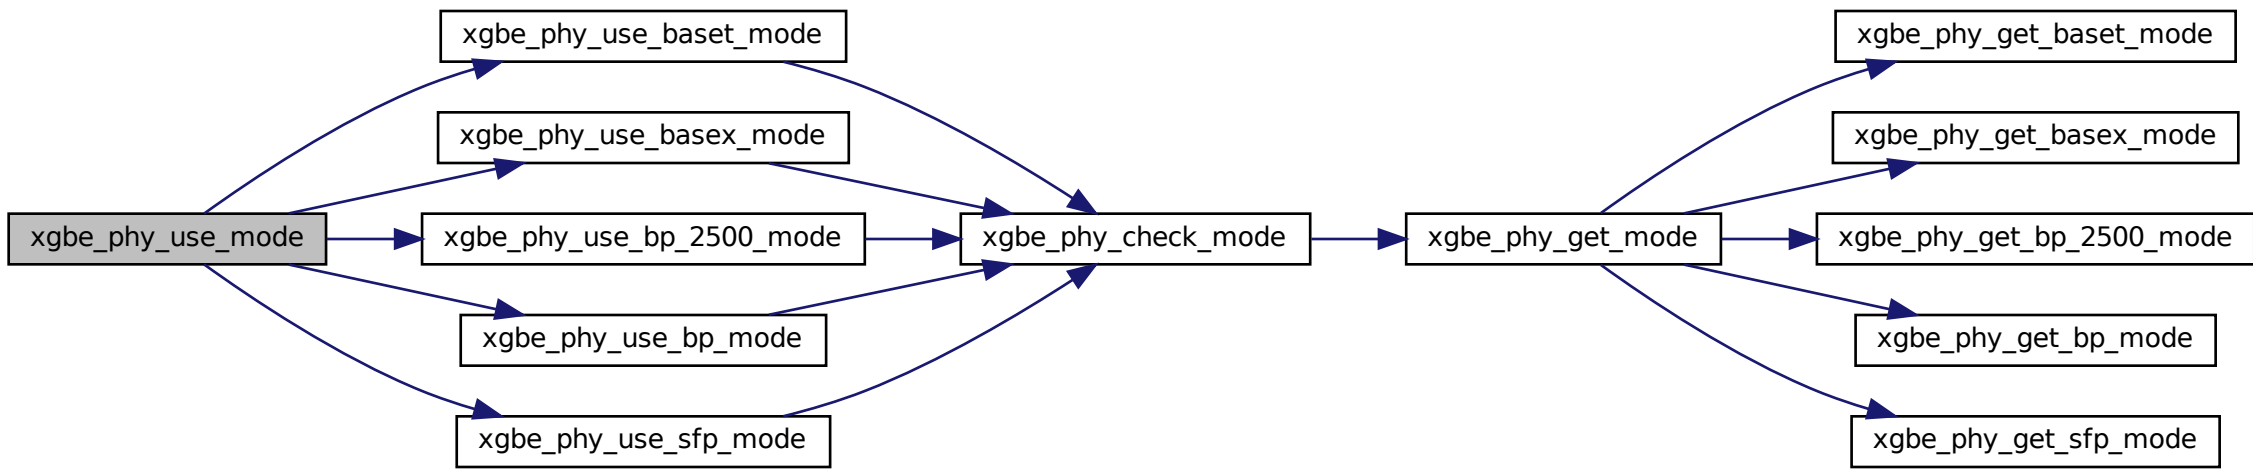 xgbe_phy_use_mode
xgbe_phy_use_baset_mode
xgbe_phy_use_basex_mode
xgbe_phy_use_bp_2500_mode
xgbe_phy_use_bp_mode
xgbe_phy_use_sfp_mode
xgbe_phy_check_mode
xgbe_phy_get_mode
xgbe_phy_get_baset_mode
xgbe_phy_get_basex_mode
xgbe_phy_get_bp_2500_mode
xgbe_phy_get_bp_mode
xgbe_phy_get_sfp_mode